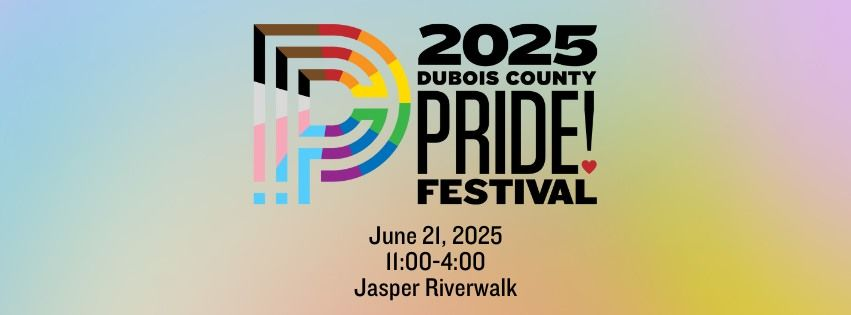 2025
DUBOIS COUNTY
PRIDE!
FESTIVAL
June 21, 2025
11:00-4:00
Jasper Riverwalk